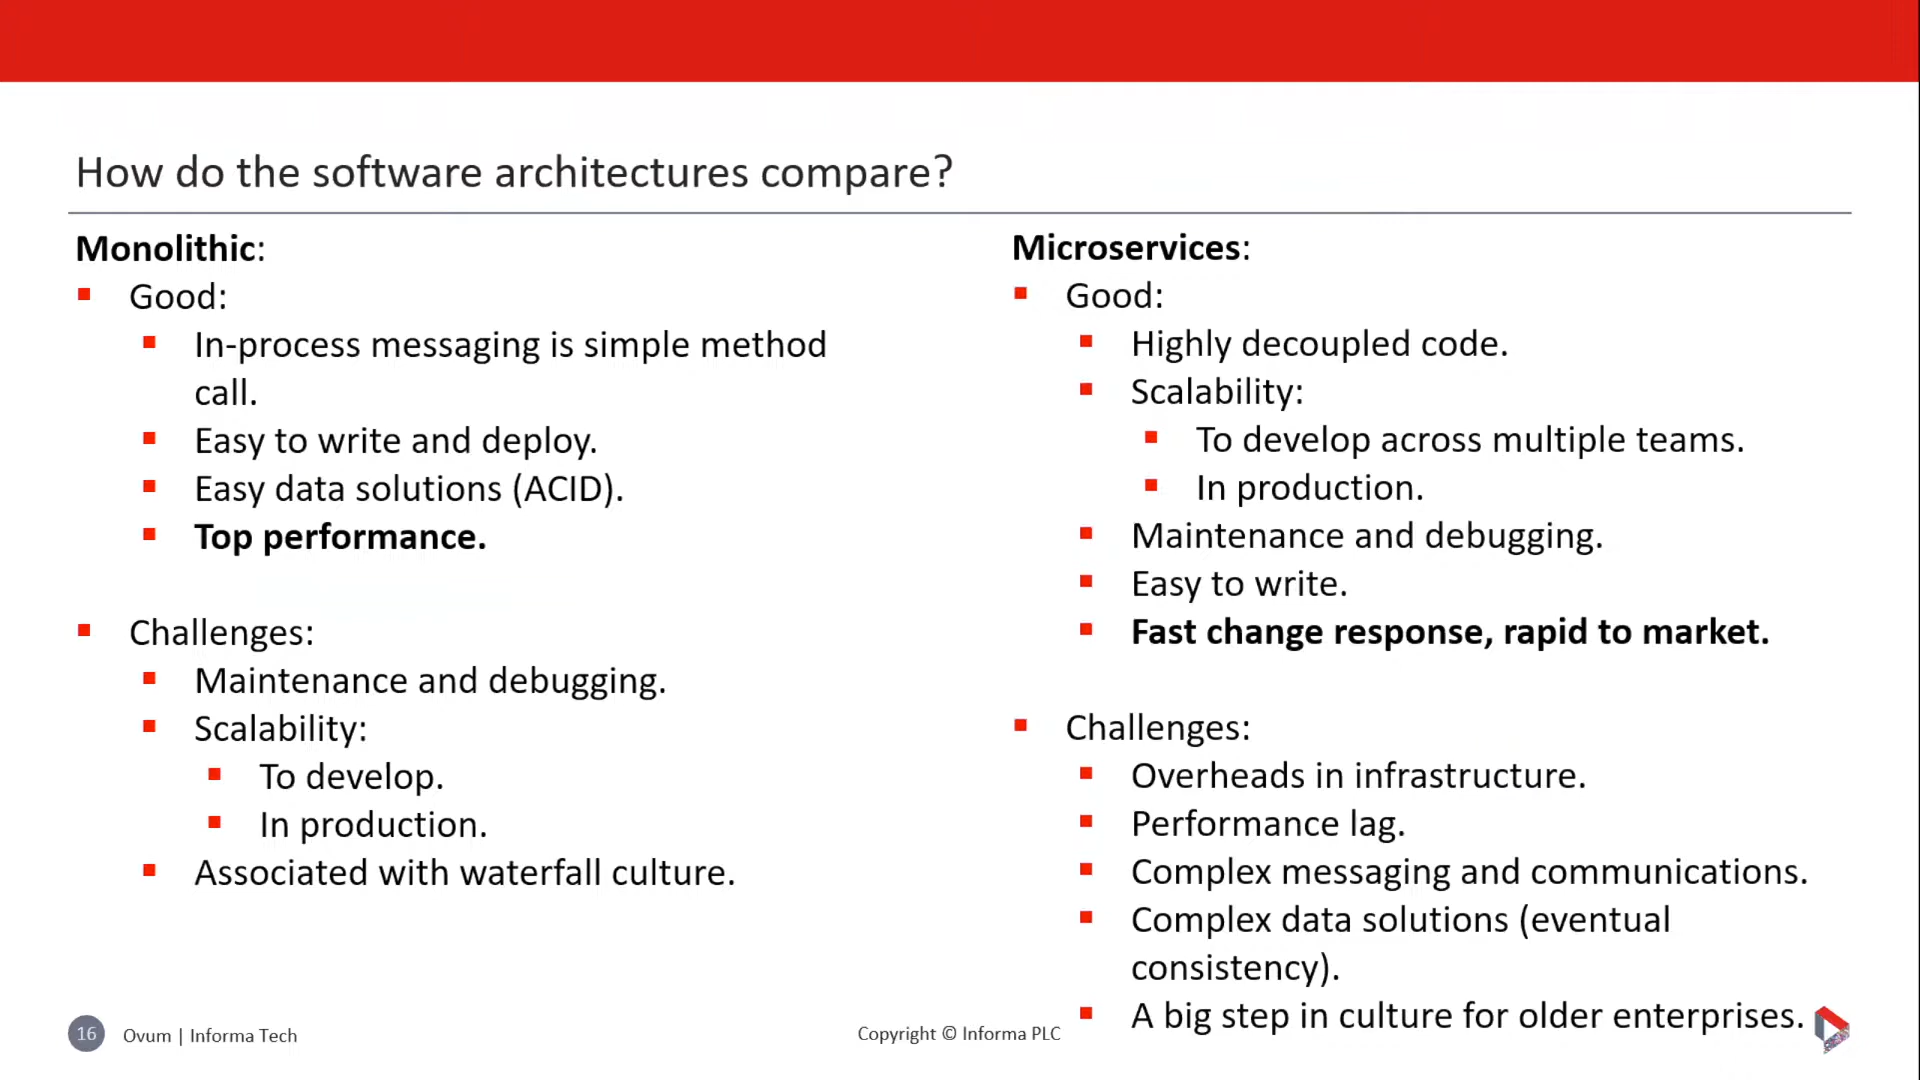 How do the software architectures compare?
Monolithic:
Good:
In-process messaging is simple method
call.
Easy to write and deploy.
Easy data solutions (ACID).
Top performance.
Challenges:
Maintenance and debugging.
Scalability:
To develop.
In production.
Associated with waterfall culture.
Microservices:
Good:
Highly decoupled code.
Scalability:
To develop across multiple teams.
In production.
Maintenance and debugging.
Easy to write.
Fast change response, rapid to market.
Challenges:
Overheads in infrastructure.
Performance lag.
Complex messaging and communications.
Complex data solutions (eventual
consistency).
A big step in culture for older enterprises.
16 Ovum | Informa Tech
Copyright © Informa PLC